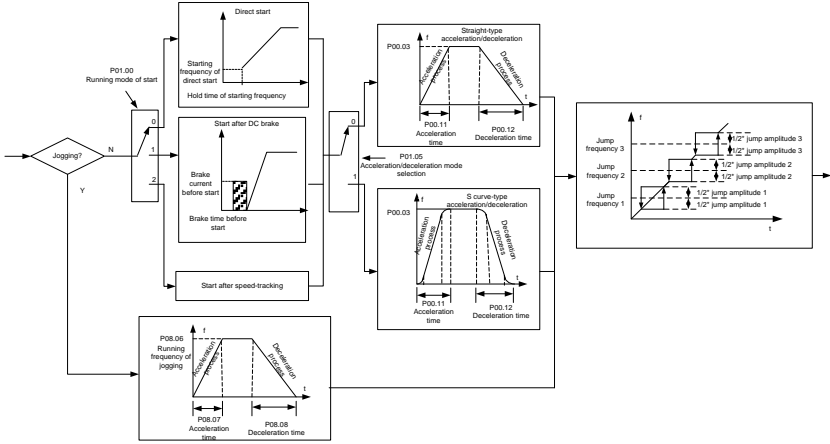 Direct start
Starting
frequency of
direct start
Hold time of starting frequency
P01.00
Running mode of start
0
1
2
Jogging?
N
Y
Start after DC brake
Brake
current
before start
Brake time before
start
Start after speed-tracking
0
1
P01.05
Acceleration/deceleration mode
selection
Straight-type
acceleration/deceleration
f
P00.03
Acceleration
process
Deceleration
process
t
P00.11
Acceleration
time
P00.12
Deceleration time
S curve-type
acceleration/deceleration
f
P00.03
Acceleration
process
Deceleration
process
t
P00.11
Acceleration
time
P00.12
Deceleration time
f
P08.06
Running
frequency of
jogging
Acceleration
process
Deceleration
process
t
P08.07
Acceleration
time
P08.08
Deceleration time
f
Jump
frequency 3
Jump
frequency 2
Jump
frequency 1
1/2* jump amplitude 3
1/2* jump amplitude 3
1/2* jump amplitude 2
1/2* jump amplitude 2
1/2* jump amplitude 1
1/2* jump amplitude 1
t